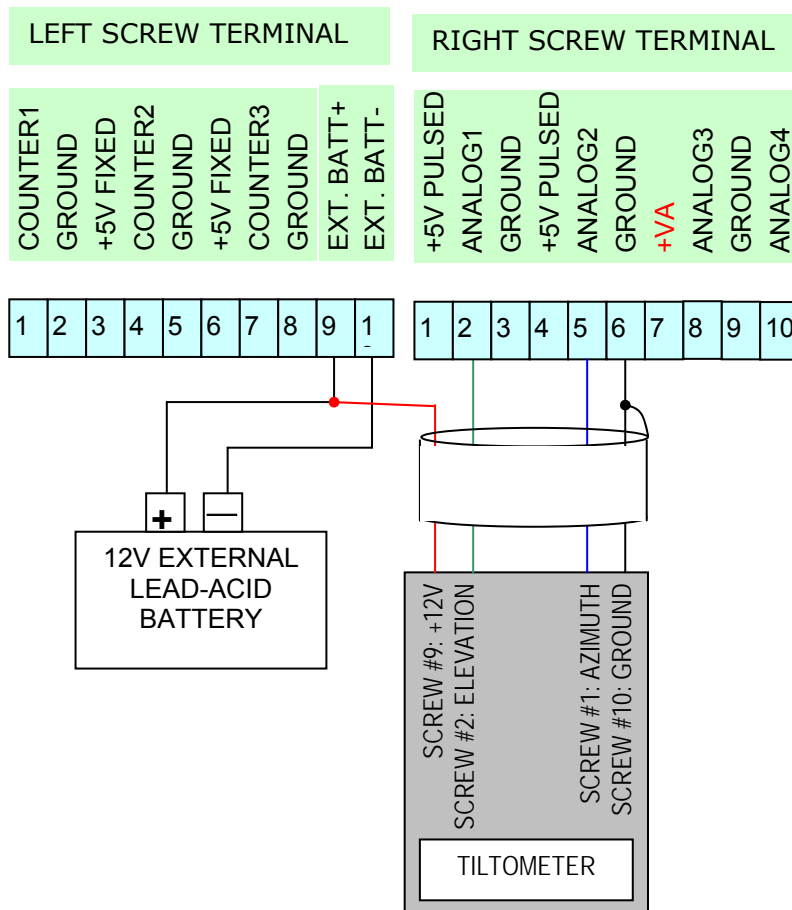 LEFT SCREW TERMINAL
RIGHT SCREW TERMINAL
COUNTER1
GROUND
+5V FIXED
COUNTER2
GROUND
+5V FIXED
COUNTER3
GROUND
EXT. BATT+
EXT. BATT-
+5V PULSED
ANALOG1
GROUND
+5V PULSED
ANALOG2
GROUND
+VA
ANALOG3
GROUND
ANALOG4
1 2 3 4 5 6 7 8 9 1
1 2 3 4 5 6 7 8 9 10
+ —
12V EXTERNAL
LEAD-ACID
BATTERY
SCREW #9: +12V
SCREW #2: ELEVATION
SCREW #1: AZIMUTH
SCREW #10: GROUND
TILTOMETER